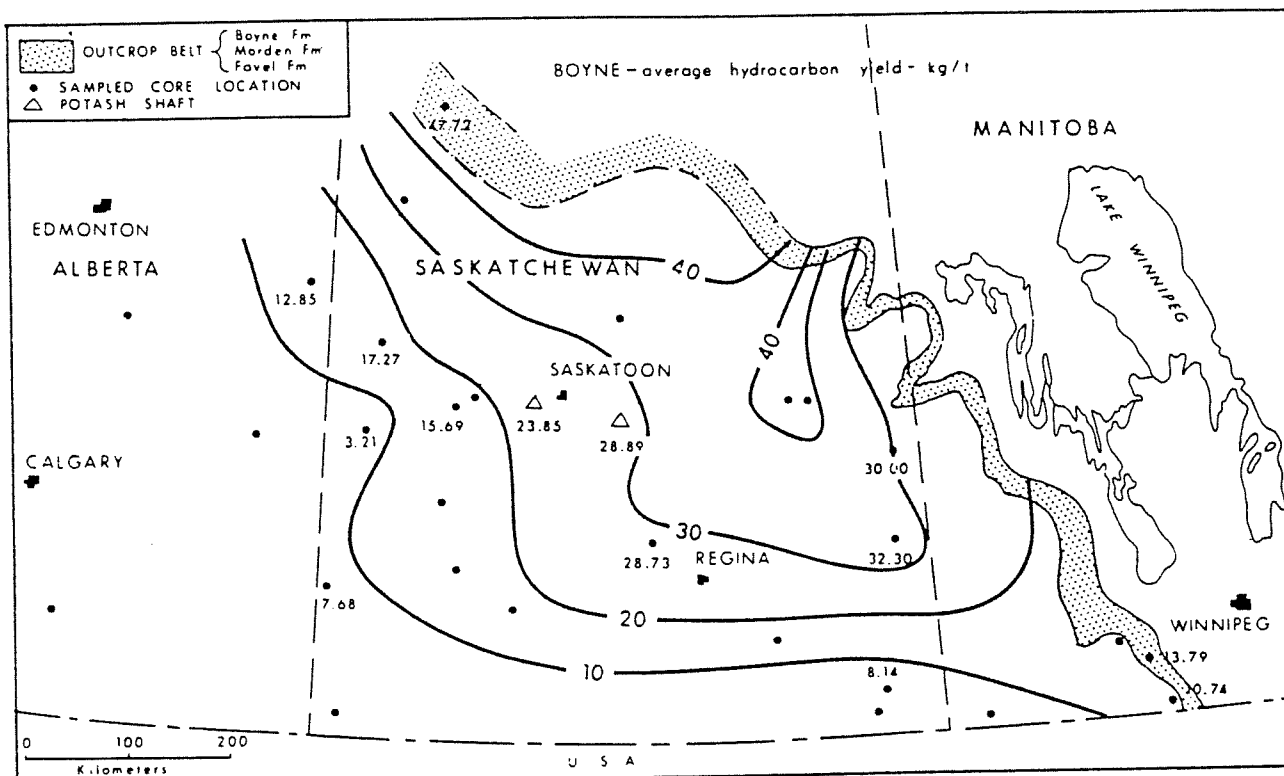 OUTCROP BELT
Boyne Fm
Morden Fm
Favel Fm
SAMPLED CORE LOCATION
POTASH SHAFT
BOYNE-average hydrocarbon yield- kg/t
MANITOBA
LAKE WINNIPEG
EDMONTON
ALBERTA
SASKATCHEWAN
40
12.85
40
17.27
SASKATOON
15.69
23.85
28.89
3.21
CALGARY
30.00
30
28.73
REGINA
32.30
7.68
20
WINNIPEG
10
8.14
13.79
0 100 200
Kilometers
U S A